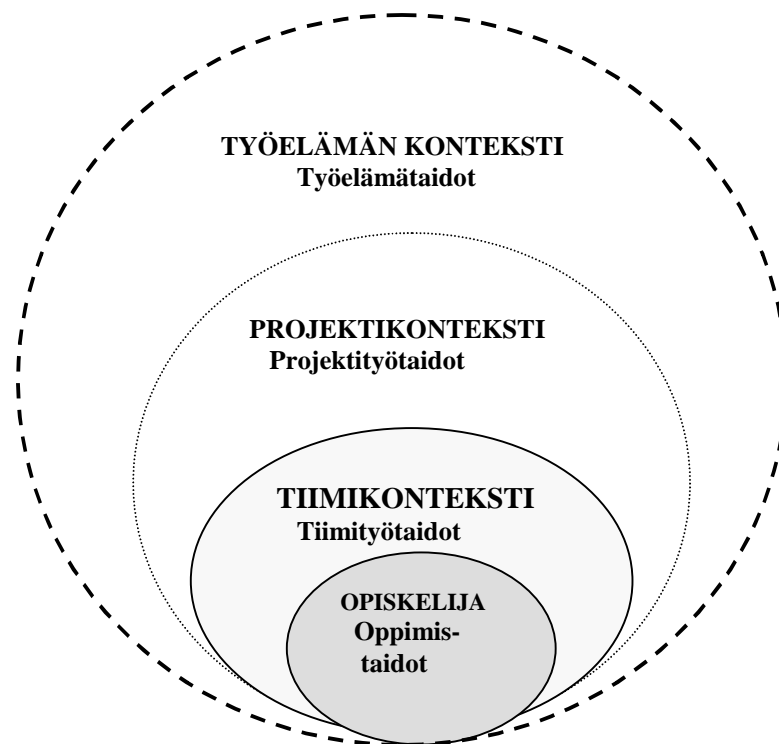 TYÖELÄMÄN KONTEKSTI
Työelämätaidot
PROJEKTIKONTEKSTI
Projektityötaidot
TIIMIKONTEKSTI
Tiimityötaidot
OPISKELIJA
Oppimis-
taidot